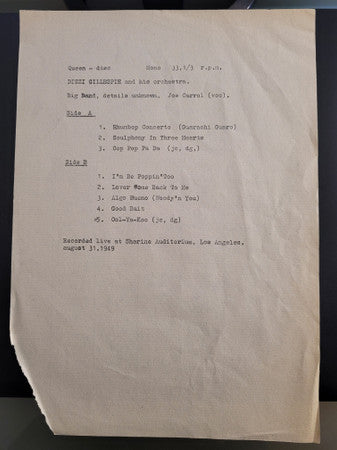 Queen - disc Mono 33.1/3 r.p.m.
DIZZI GILLESPIE and his orchestra.
Big Band, details unknown. Joe Carrol (voc).
Side A
1. Rhumbop Concerto (Guarachi Guaro)
2. Soulphony In Three Hearts
3. Oop Pop Pa Da (jc, dg.)
Side B
1. I'm Be Poppin'Too
2. Lover Come Back To Me
3. Algo Bueno (Woody'n You)
4. Good Bait
5. Ool-Ya-Koo (jc, dg)
Recorded live at Shorine Auditorium, Los Angeles.
august 31.1949